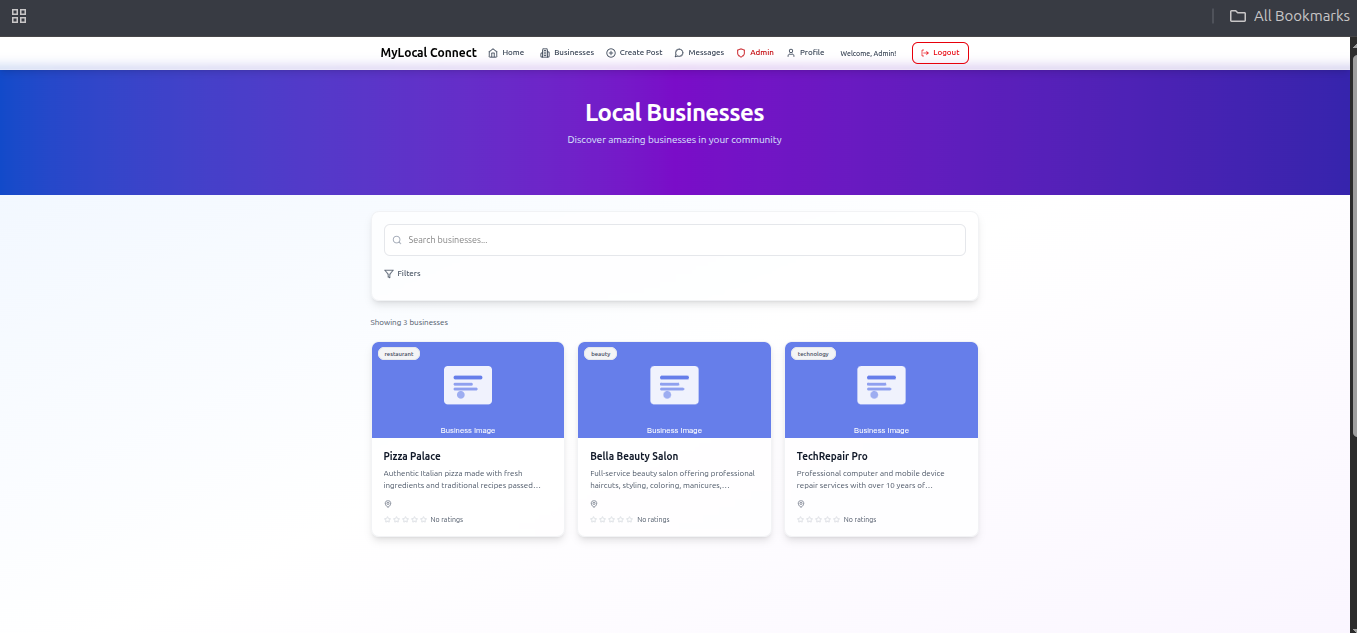 All Bookmarks
MyLocal Connect Home Businesses Create Post Messages Admin Profile Welcome, Admin! Logout
Local Businesses
Discover amazing businesses in your community
Search businesses...
Filters
Showing 3 businesses
restaurant
Business Image
Pizza Palace
Authentic Italian pizza made with fresh
ingredients and traditional recipes passed...
No ratings
beauty
Business Image
Bella Beauty Salon
Full-service beauty salon offering professional
haircuts, styling, coloring, manicures,...
No ratings
technology
Business Image
TechRepair Pro
Professional computer and mobile device
repair services with over 10 years of...
No ratings